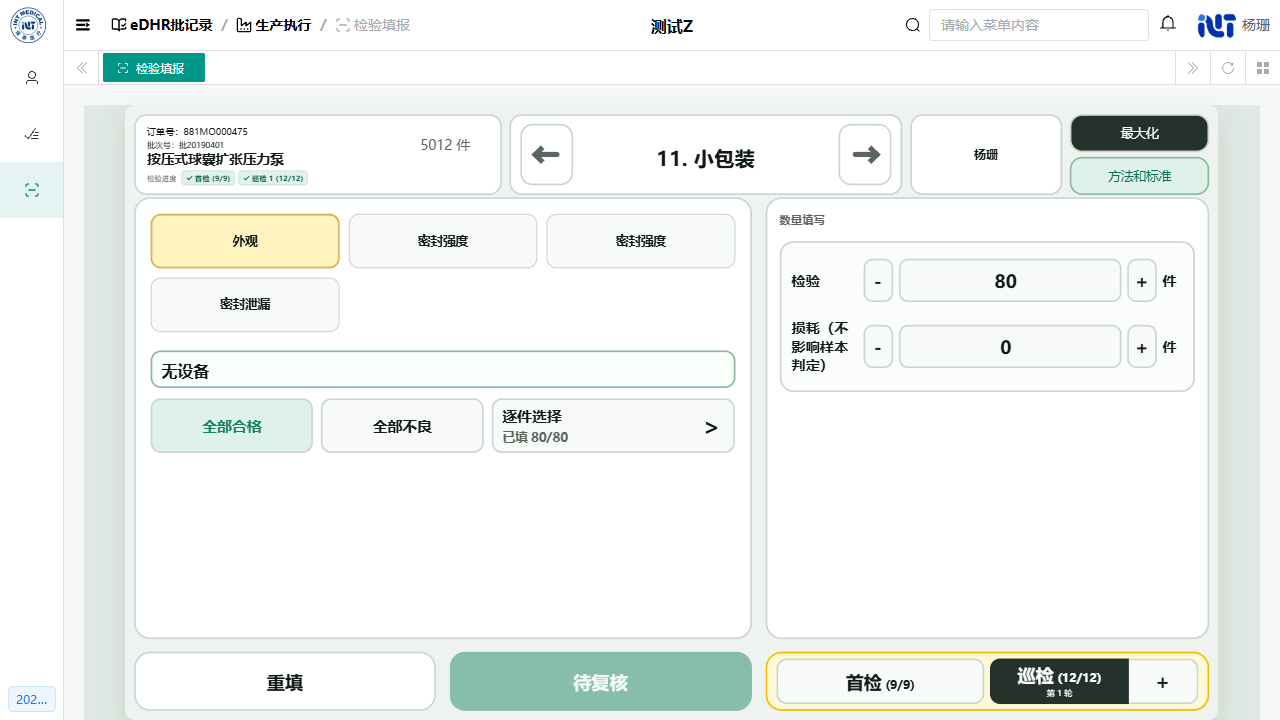 eDHR批记录 / 生产执行 / 检验填报
测试Z
请输入菜单内容
杨珊
检验填报
订单号：881MO000475
批次号：批20190401
按压式球囊扩张压力泵
检验进度 ✓ 首检 (9/9) ✓ 巡检 1 (12/12)
5012 件
11. 小包装
杨珊
最大化
方法和标准
外观
密封强度
密封强度
密封泄漏
无设备
全部合格
全部不良
逐件选择
已填 80/80
>
数量填写
检验 - 80 + 件
损耗（不
影响样本
判定） - 0 + 件
重填
待复核
首检 (9/9)
巡检 (12/12)
第 1 轮
+
202...